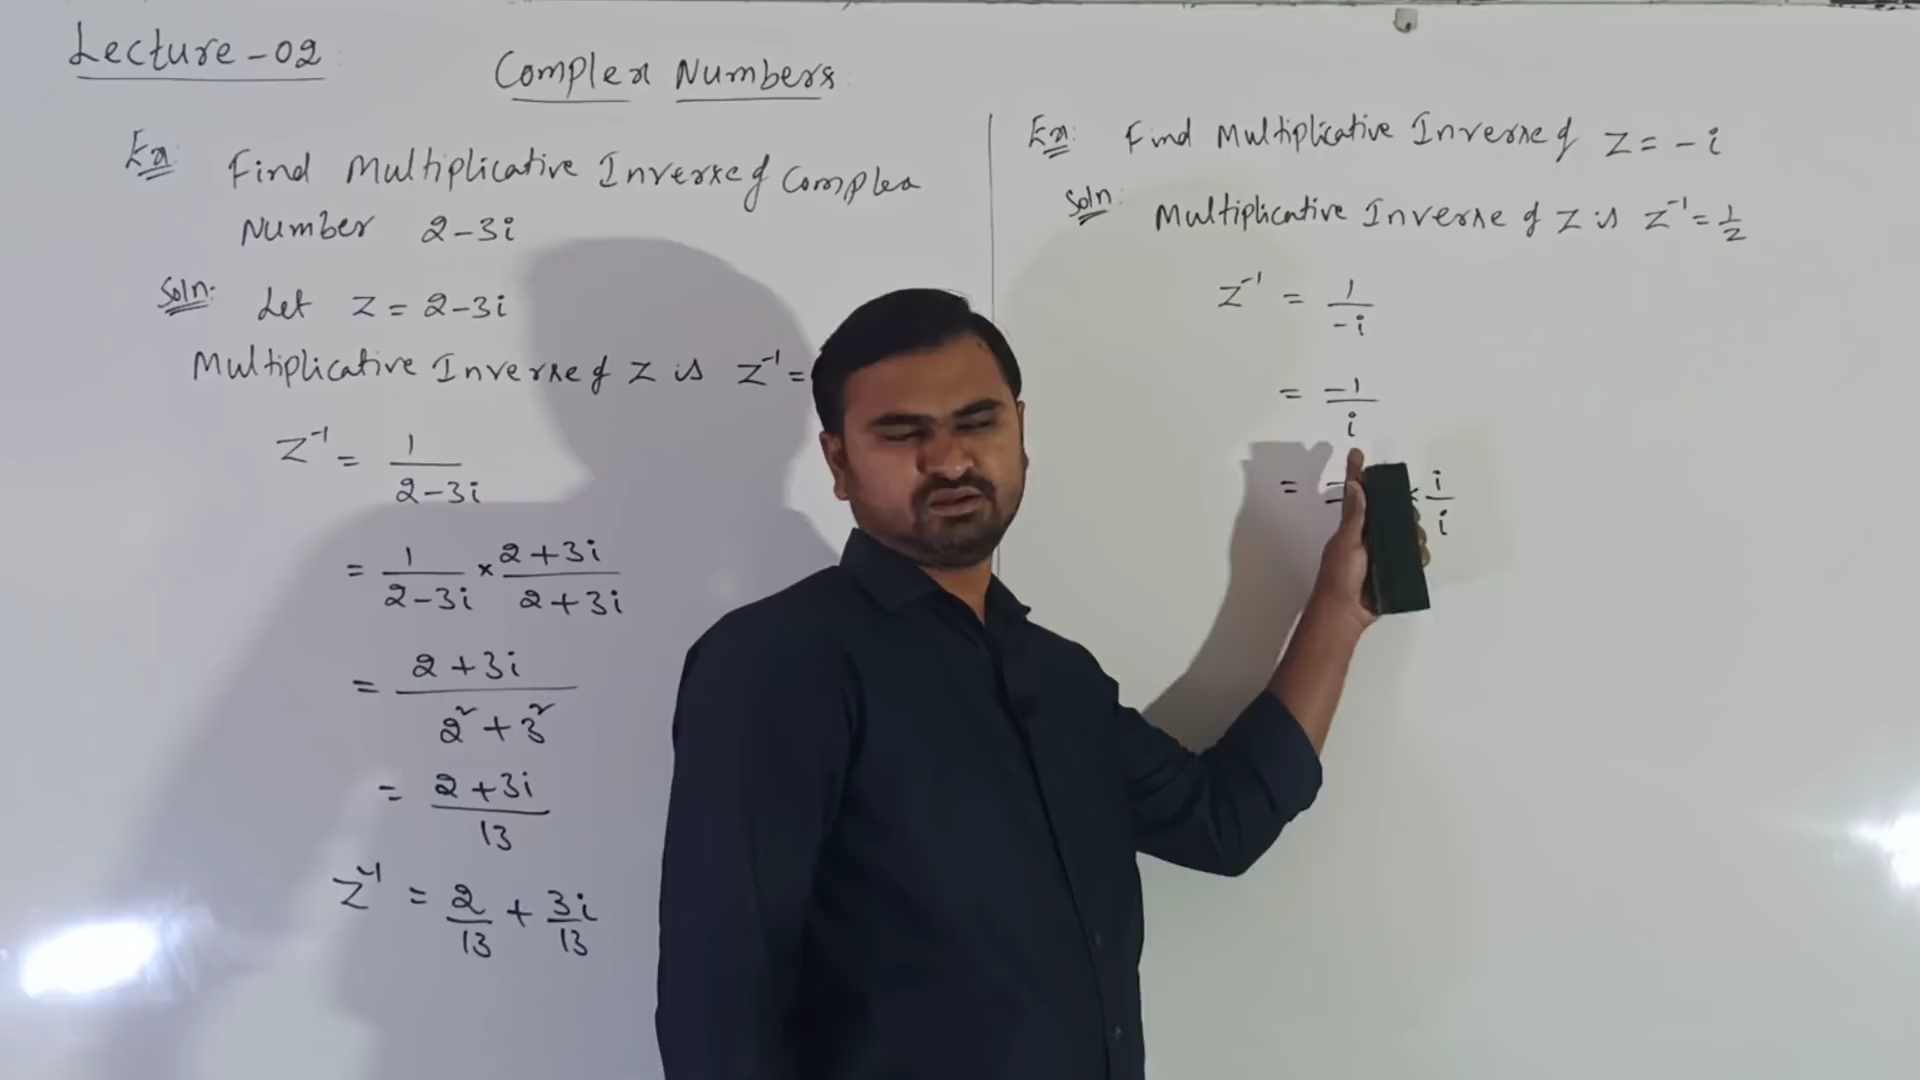 Lecture-02
Complex Numbers
Ex: Find Multiplicative Inverse of Complex
Number 2-3i
Soln: Let z = 2-3i
Multiplicative Inverse of z is z⁻¹ =
z⁻¹ = 1/(2-3i)
= 1/(2-3i) × (2+3i)/(2+3i)
= (2+3i)/(2²+3²)
= (2+3i)/13
z⁻¹ = 2/13 + 3i/13
Ex: Find Multiplicative Inverse of z = -i
Soln: Multiplicative Inverse of z is z⁻¹ = 1/z
z⁻¹ = 1/-i
= -1/i
= × i/i